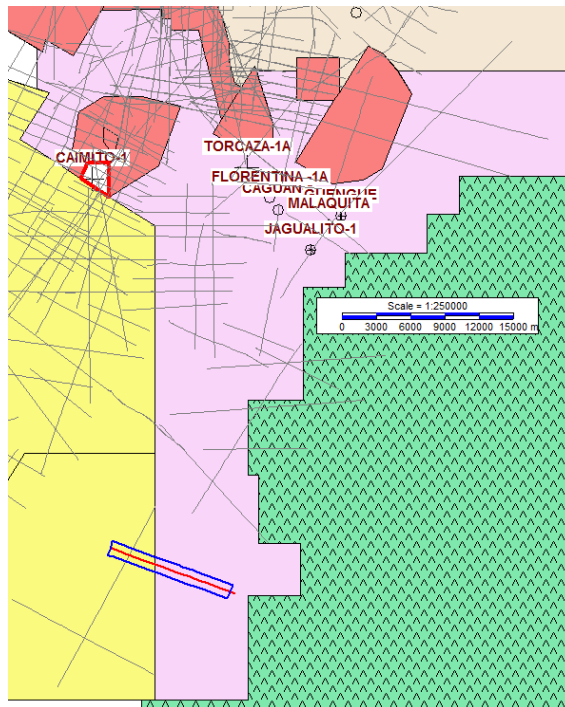 TORCAZA-1A
CAIMITO-1
FLORENTINA -1A
CAGUAN
MALAQUITA
JAGUALITO-1
Scale = 1:250000
0 3000 6000 9000 12000 15000 m